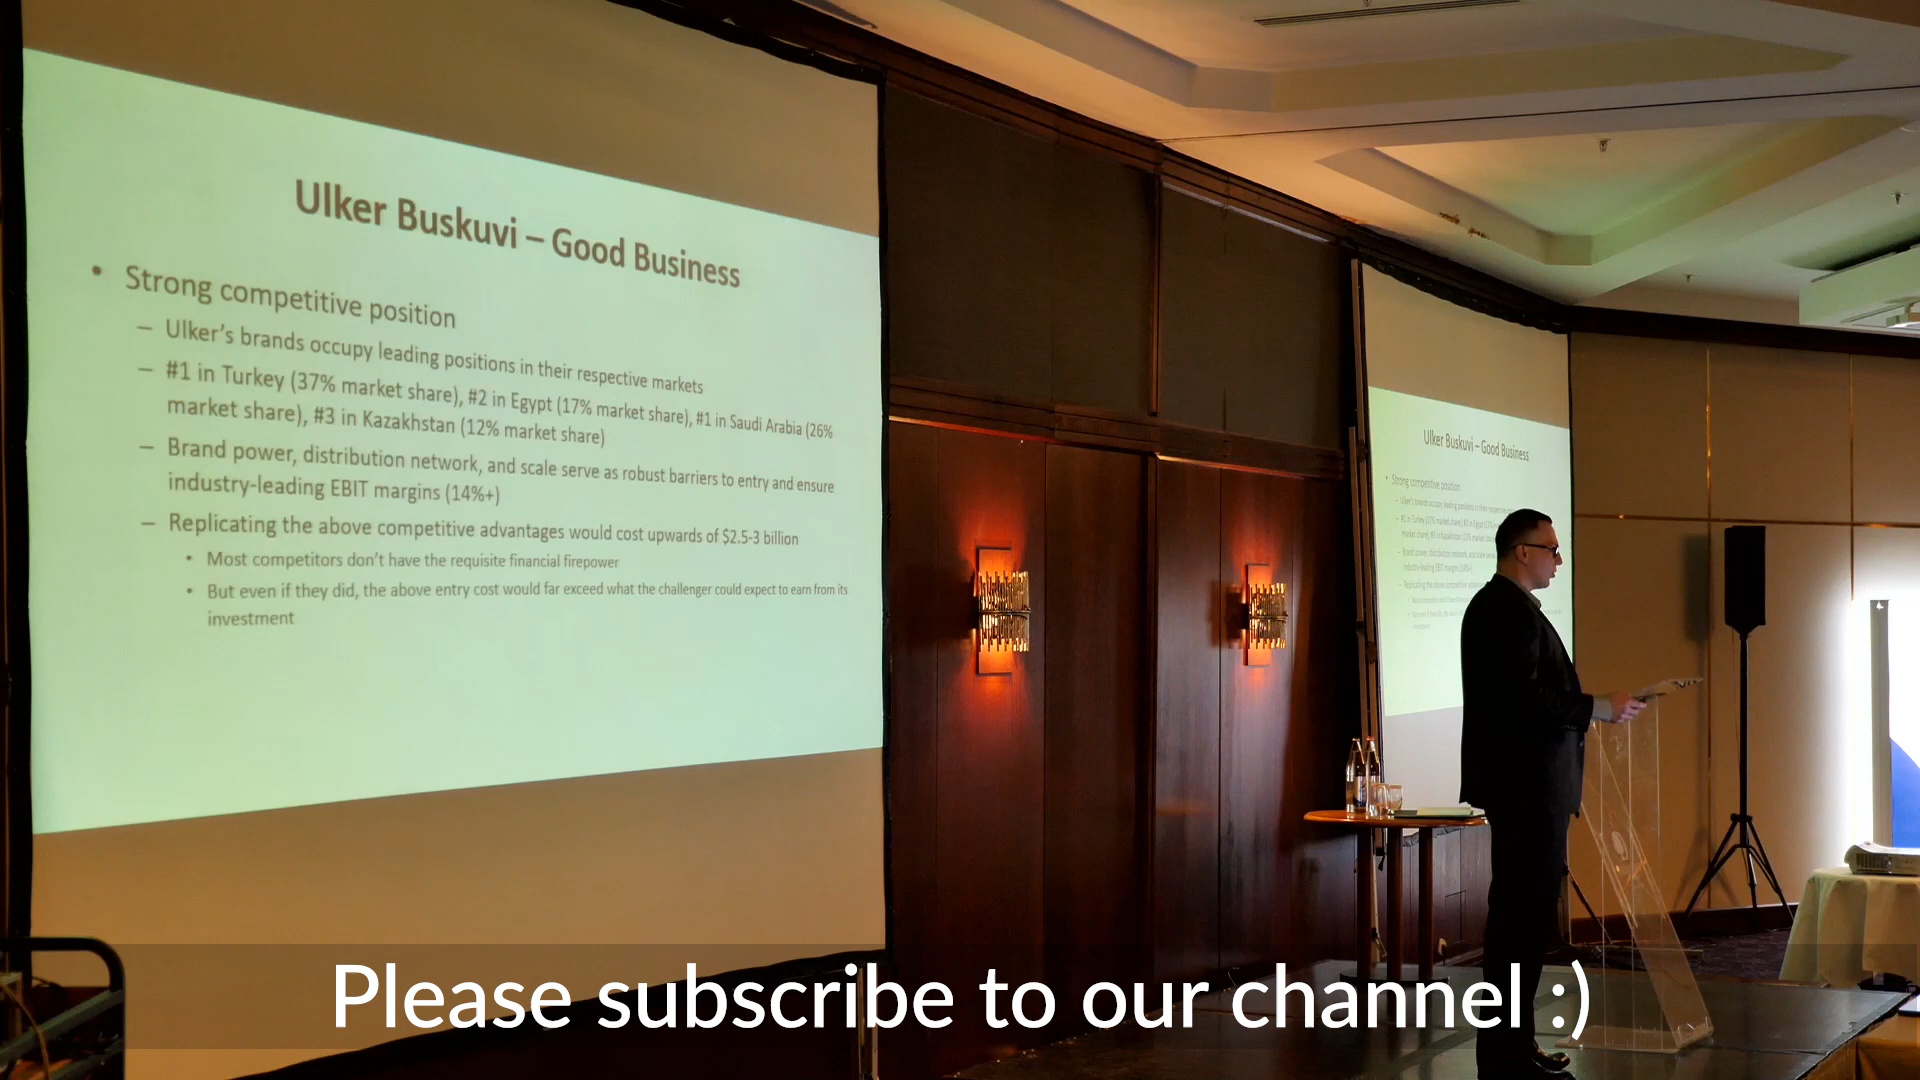 Ulker Buskuvi – Good Business
• Strong competitive position
– Ulker's brands occupy leading positions in their respective markets
– #1 in Turkey (37% market share), #2 in Egypt (17% market share), #1 in Saudi Arabia (26%
market share), #3 in Kazakhstan (12% market share)
– Brand power, distribution network, and scale serve as robust barriers to entry and ensure
industry-leading EBIT margins (14%+)
– Replicating the above competitive advantages would cost upwards of $2.5-3 billion
• Most competitors don't have the requisite financial firepower
• But even if they did, the above entry cost would far exceed what the challenger could expect to earn from its
investment
Ulker Buskuvi – Good Business
• Strong competitive position
Please subscribe to our channel :)